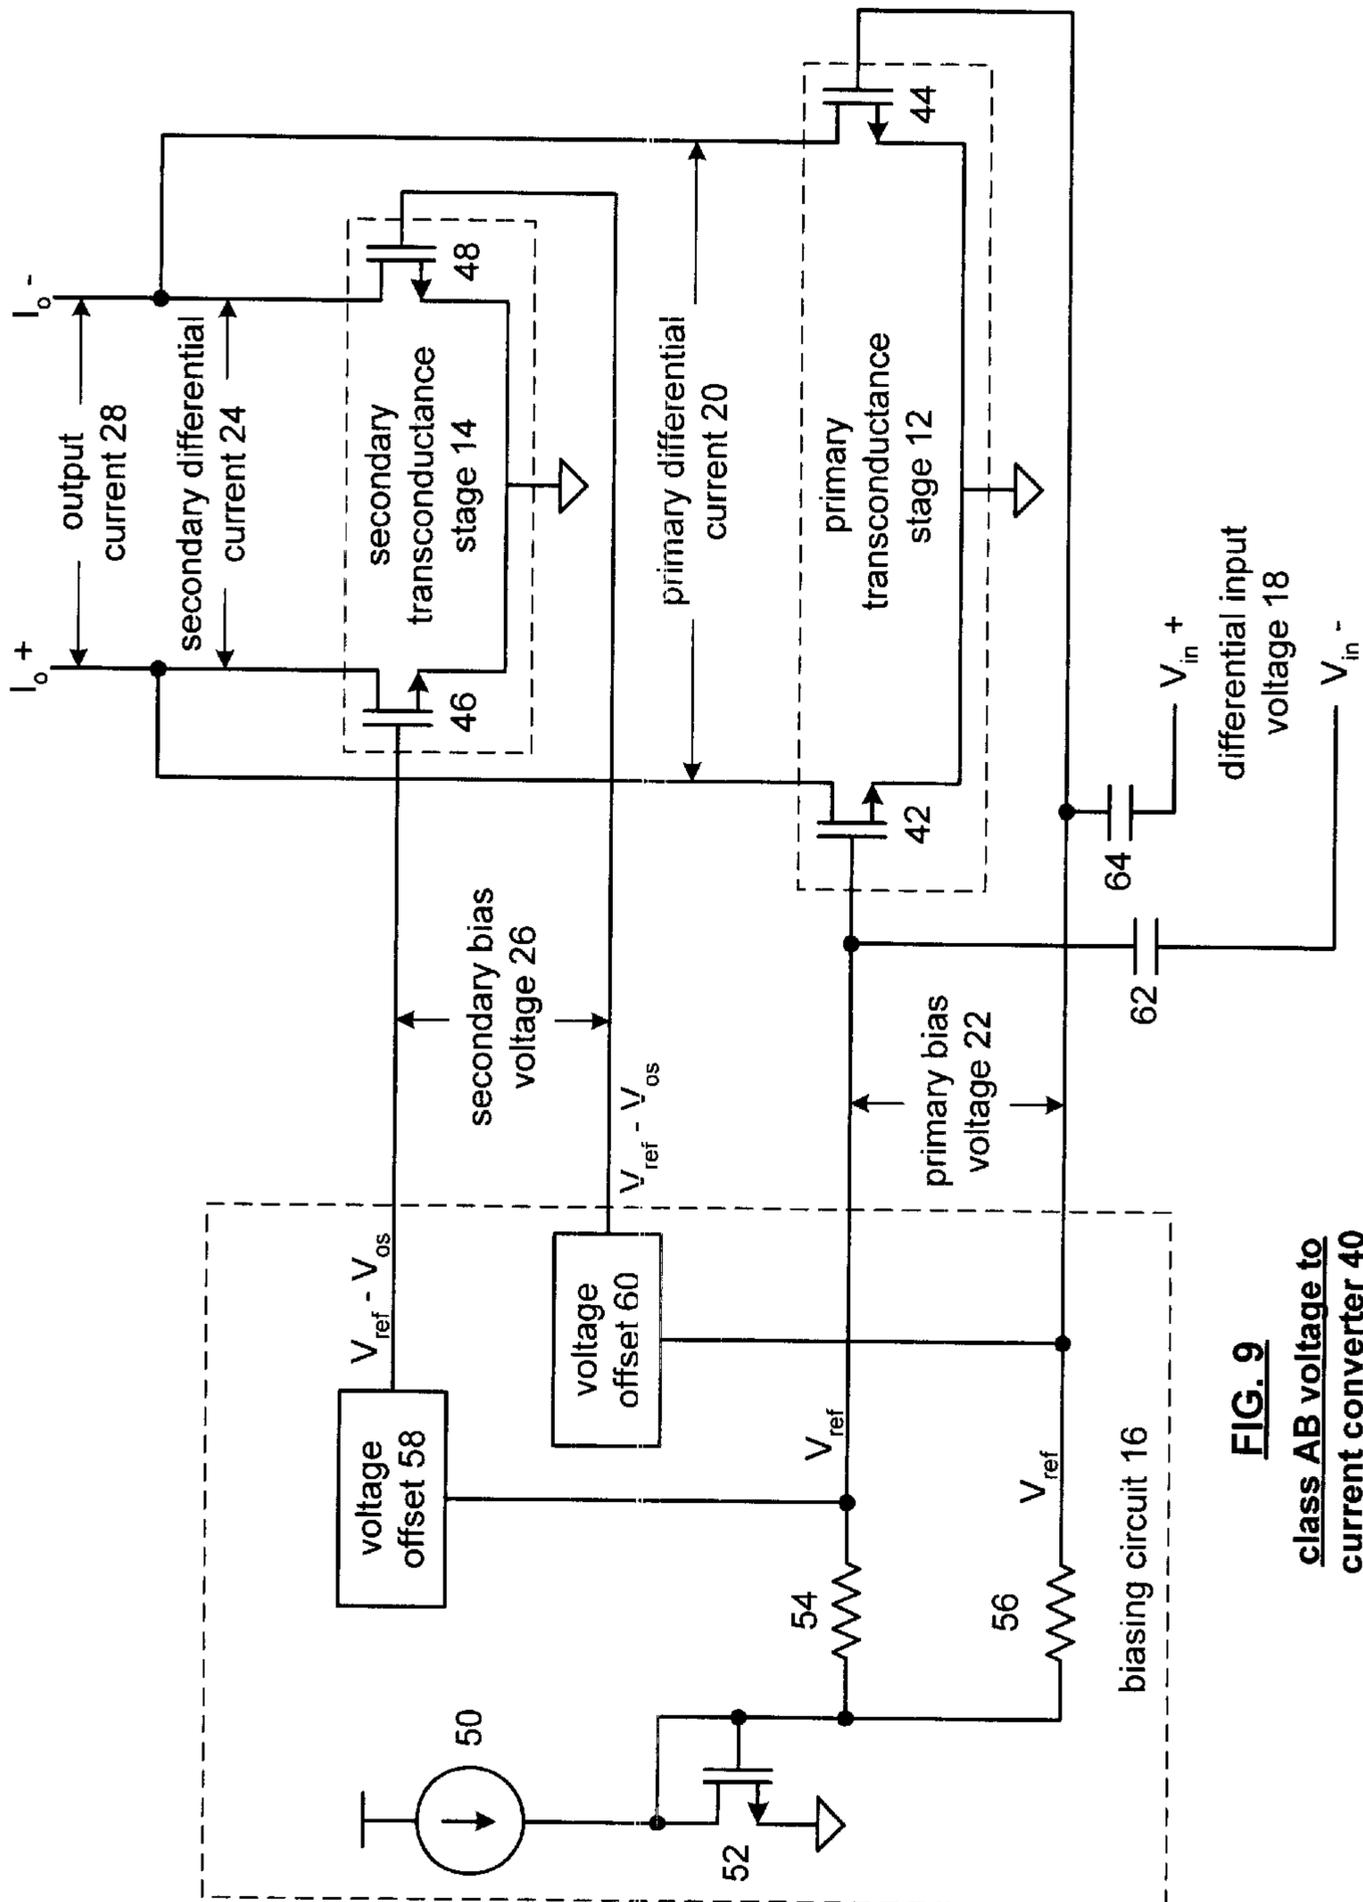 I_o +
I_o -
output
current 28
secondary differential
current 24
46
48
secondary
transconductance
stage 14
primary differential
current 20
42
44
primary
transconductance
stage 12
secondary bias
voltage 26
primary bias
voltage 22
V_ref - V_os
V_ref - V_os
voltage
offset 58
voltage
offset 60
V_ref
V_ref
50
52
54
56
biasing circuit 16
62
64
V_in +
differential input
voltage 18
V_in -
FIG. 9
class AB voltage to
current converter 40